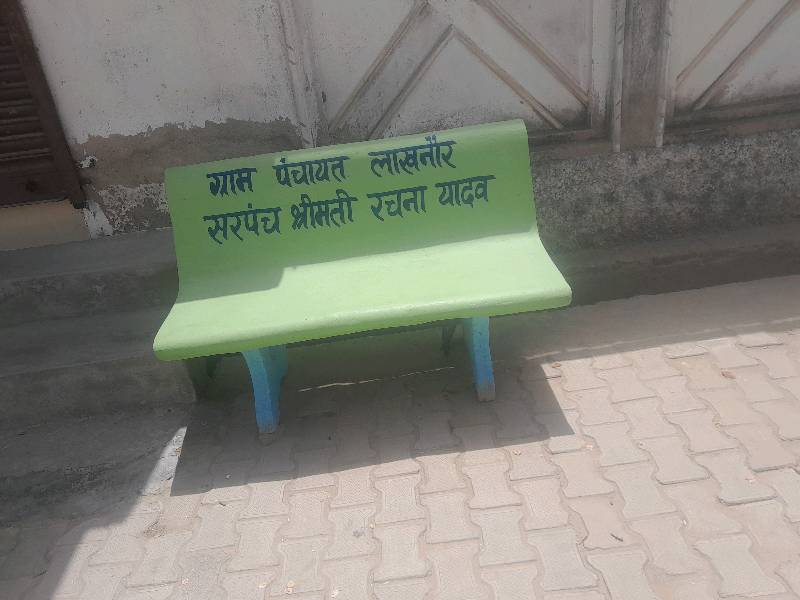 ग्राम पंचायत लाखनौर
सरपंच श्रीमती रचना यादव